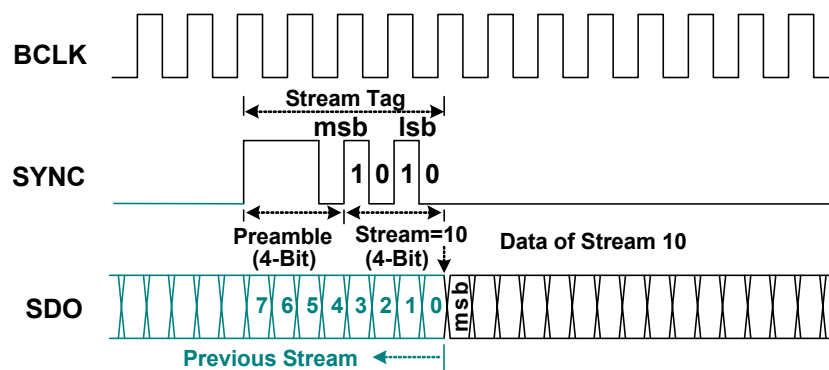 BCLK
Stream Tag
msb lsb
SYNC
1 0 1 0
Preamble
(4-Bit)
Stream=10
(4-Bit)
Data of Stream 10
SDO
7 6 5 4 3 2 1 0
msb
Previous Stream